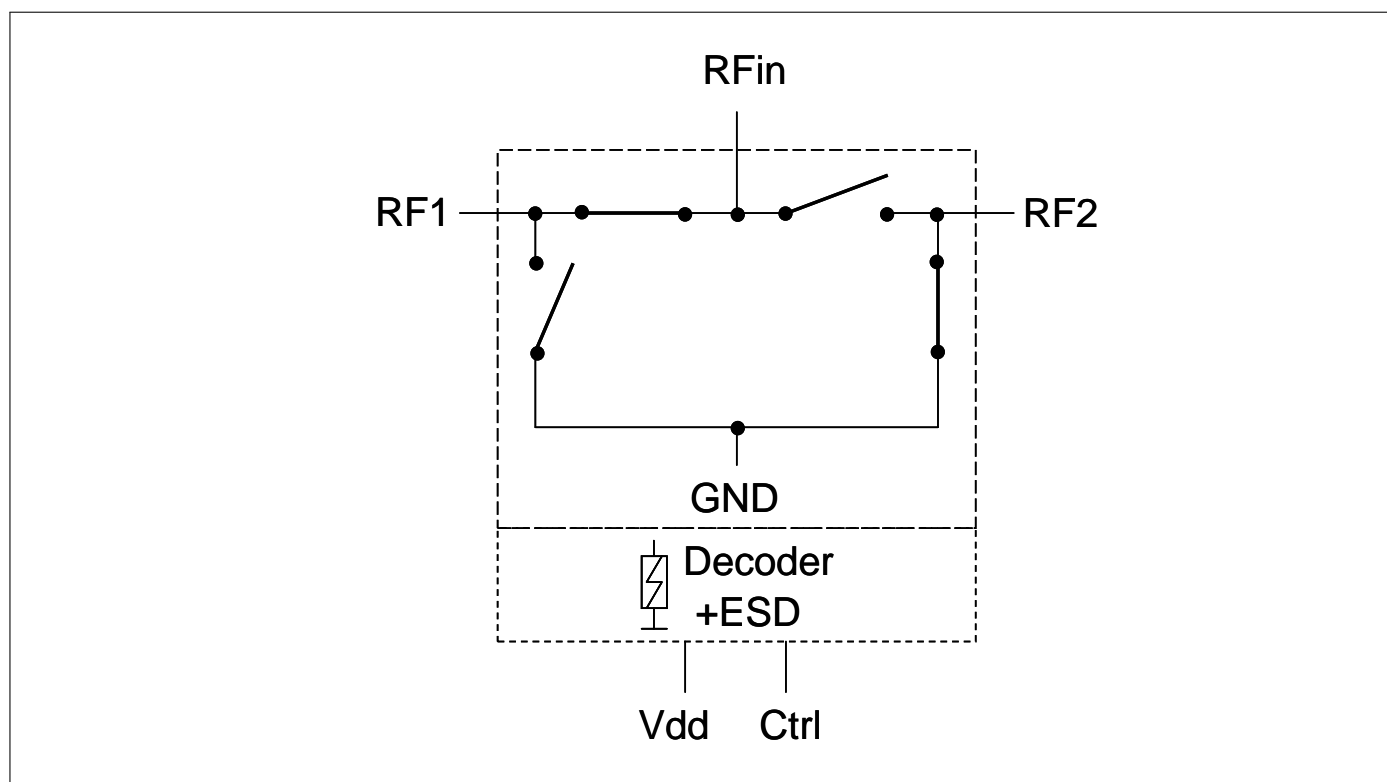 RFin
RF1
RF2
GND
Decoder
+ESD
Vdd
Ctrl